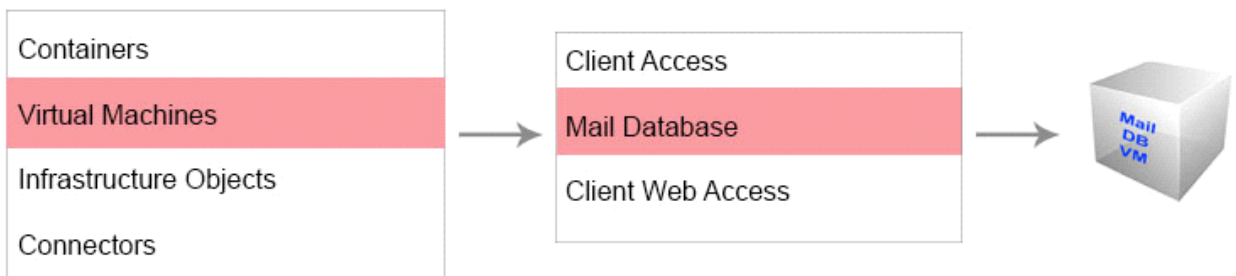 Containers
Virtual Machines
Infrastructure Objects
Connectors
Client Access
Mail Database
Client Web Access
Mail
DB
VM